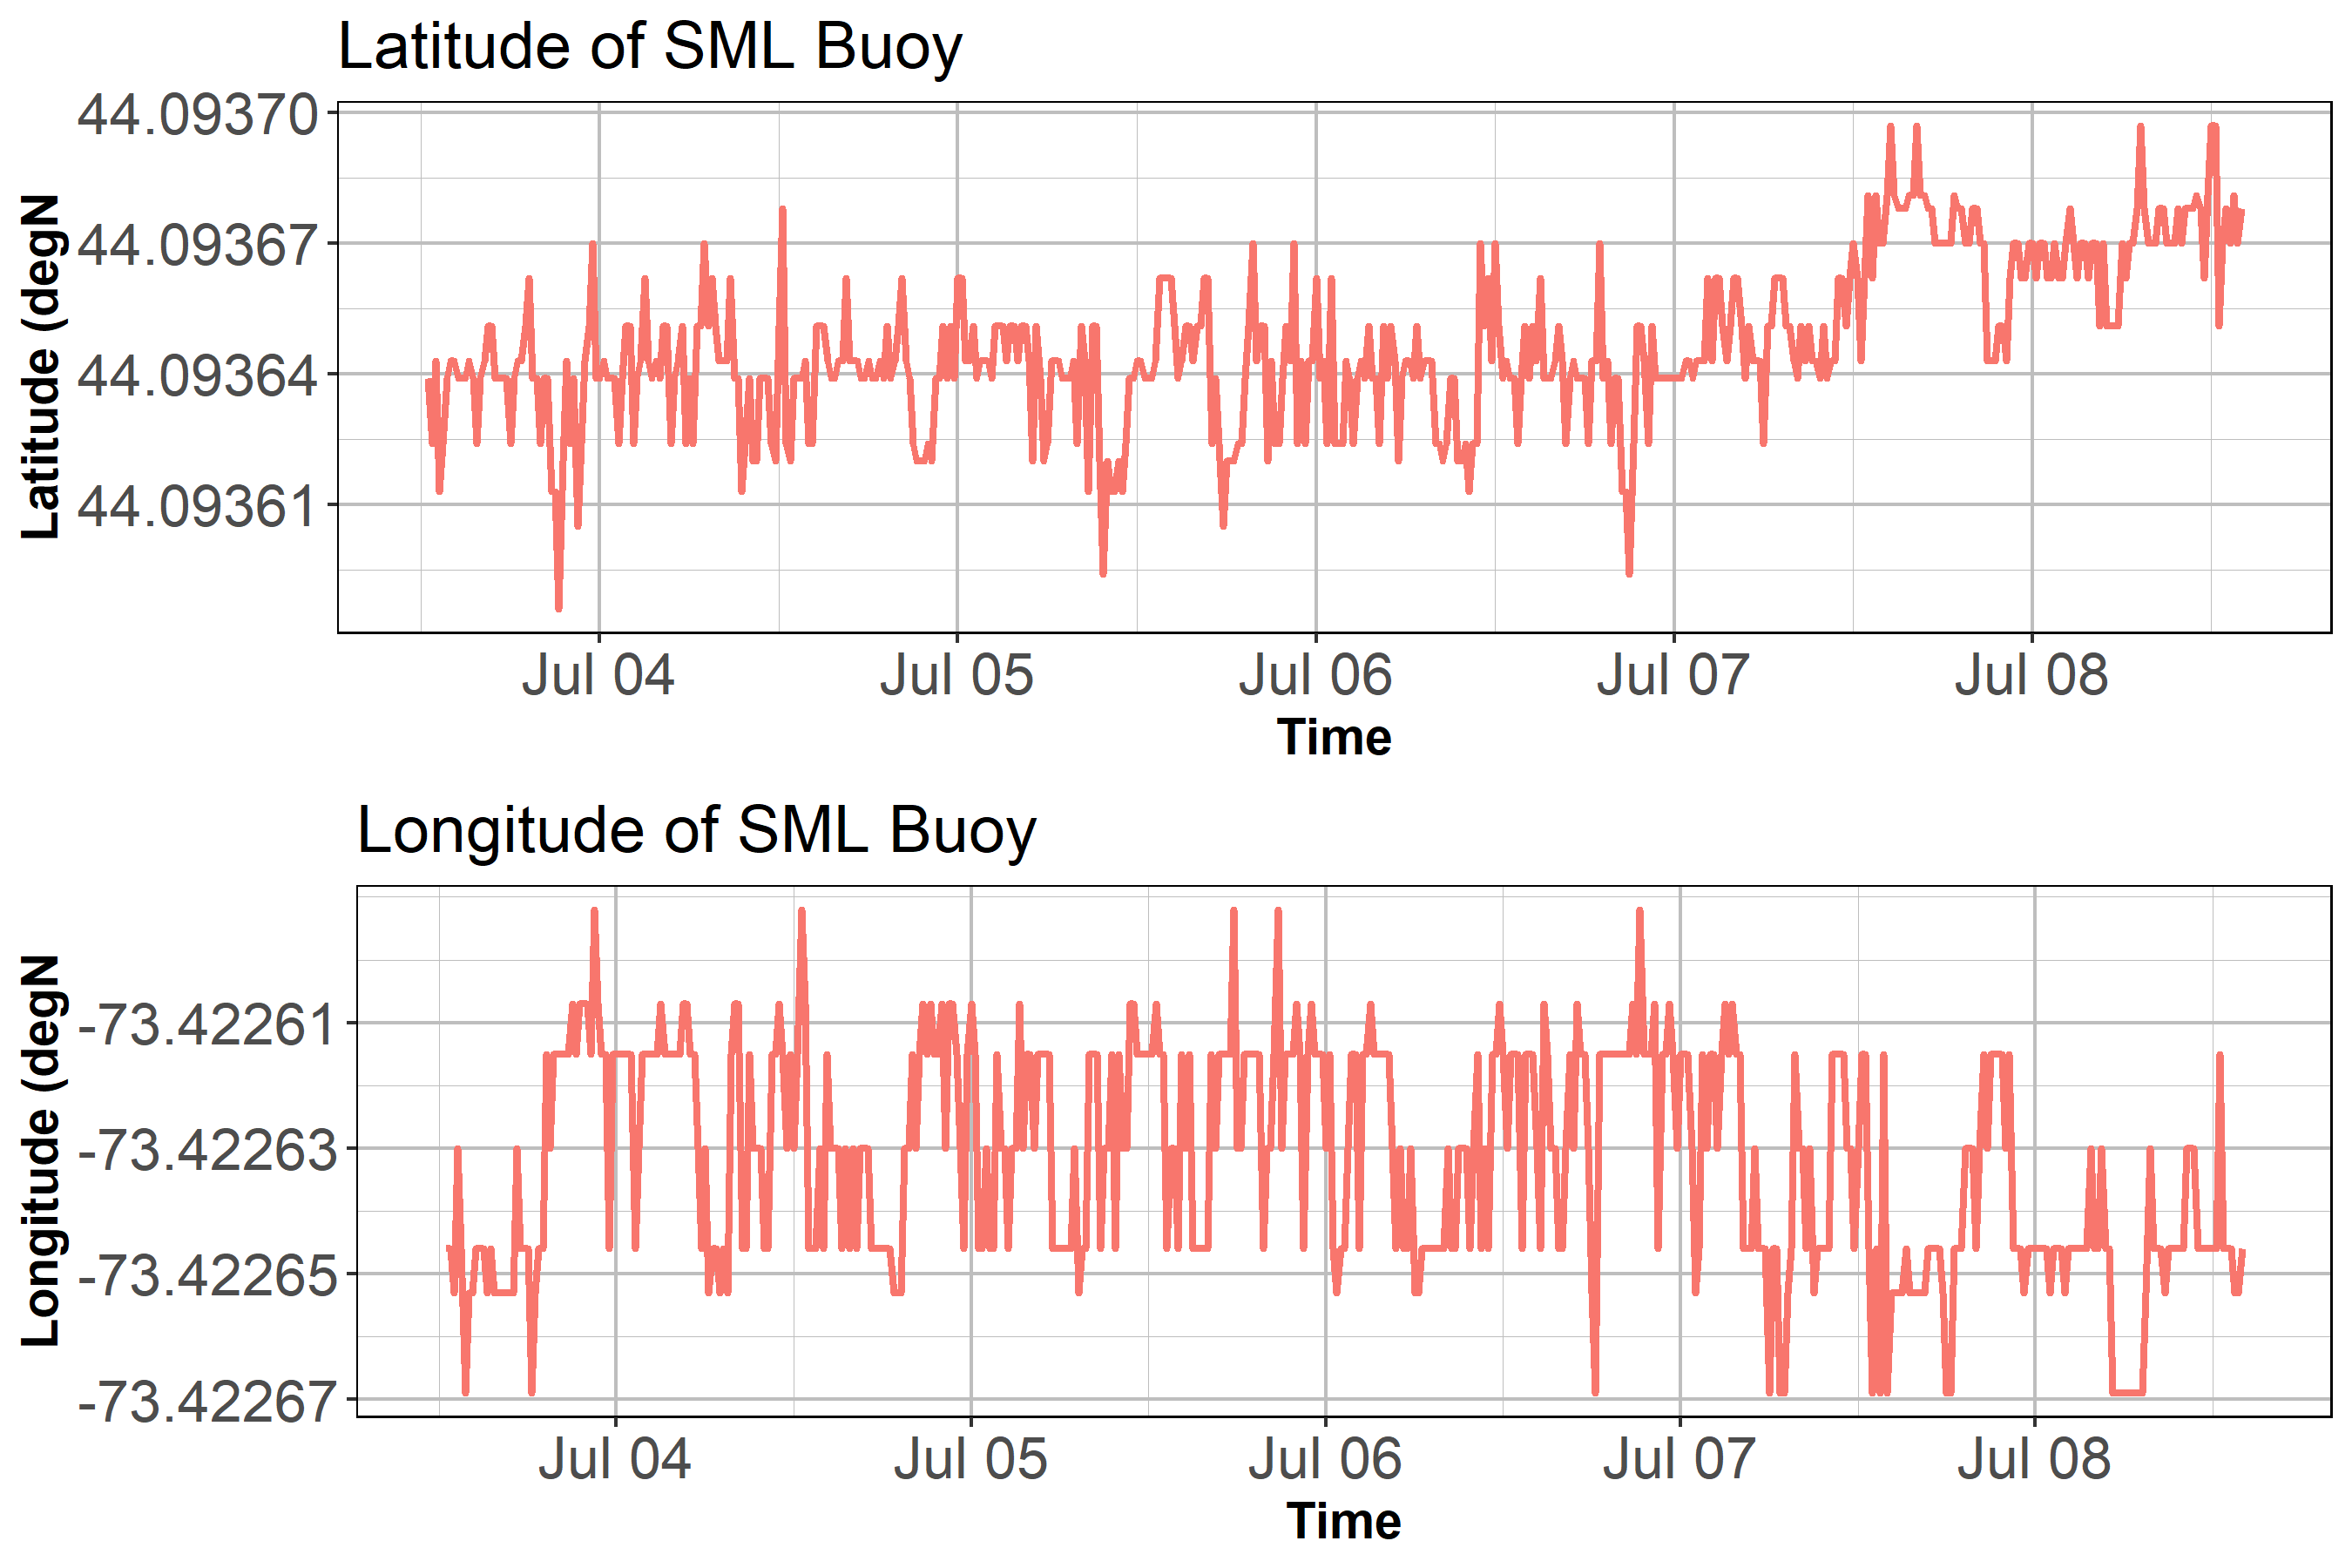 Latitude of SML Buoy
Latitude (degN
44.09370
44.09367
44.09364
44.09361
Jul 04 Jul 05 Jul 06 Jul 07 Jul 08
Time
Longitude of SML Buoy
Longitude (degN
-73.42261
-73.42263
-73.42265
-73.42267
Jul 04 Jul 05 Jul 06 Jul 07 Jul 08
Time